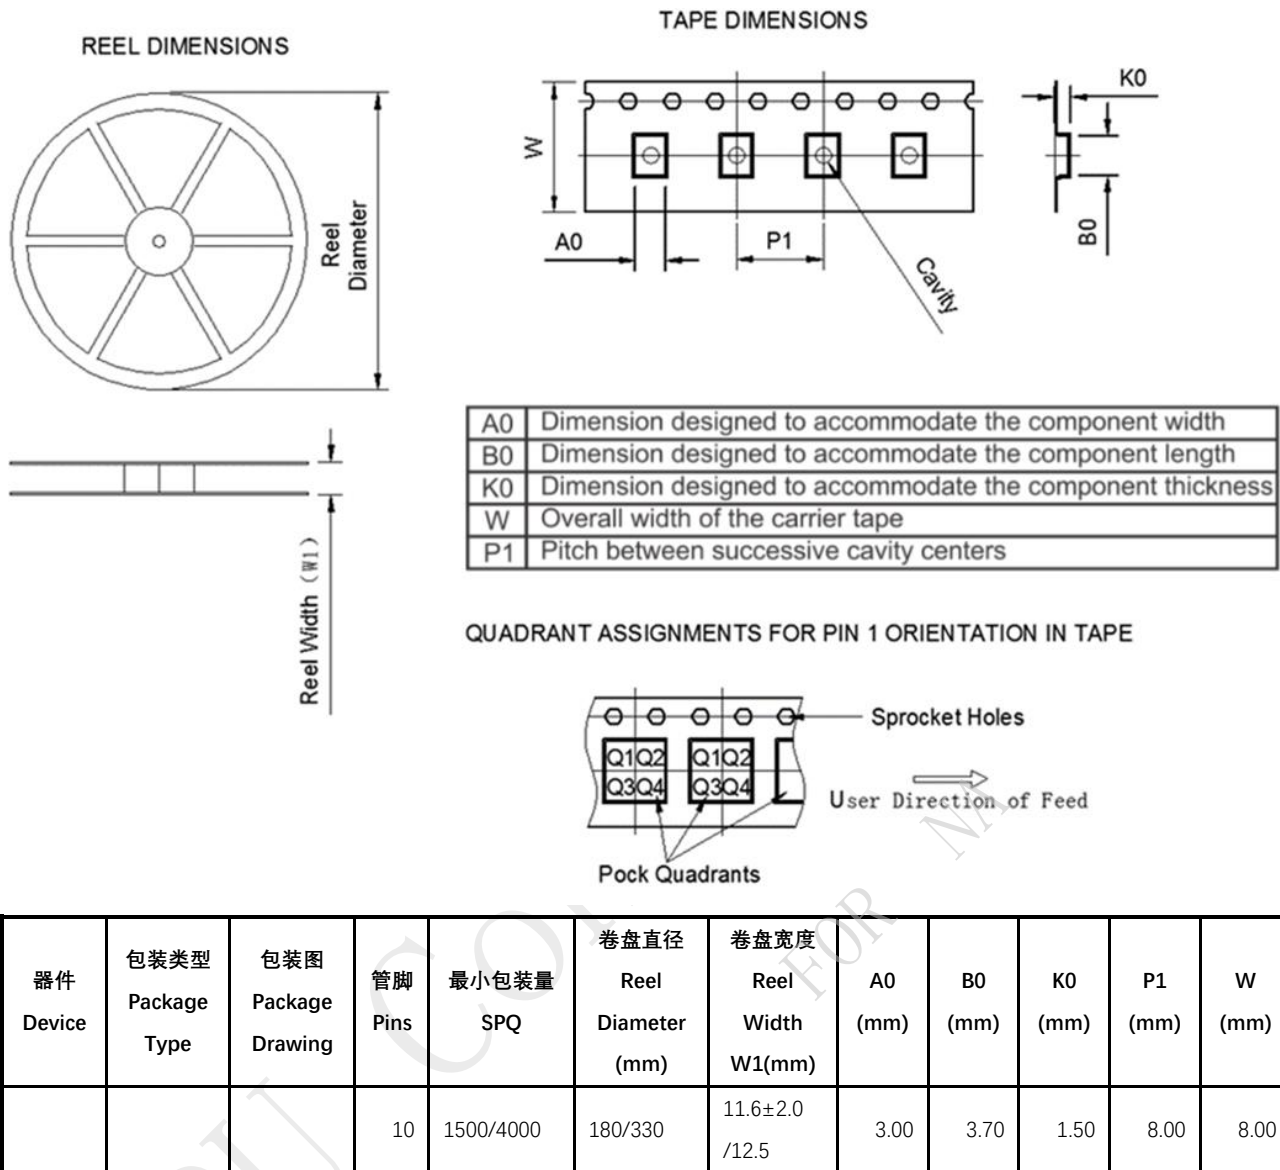 REEL DIMENSIONS
TAPE DIMENSIONS
Reel
Diameter
W
A0
P1
Cavity
K0
B0
Reel Width (W1)
A0 Dimension designed to accommodate the component width
B0 Dimension designed to accommodate the component length
K0 Dimension designed to accommodate the component thickness
W Overall width of the carrier tape
P1 Pitch between successive cavity centers
QUADRANT ASSIGNMENTS FOR PIN 1 ORIENTATION IN TAPE
Sprocket Holes
Q1 Q2 Q1 Q2
Q3 Q4 Q3 Q4
User Direction of Feed
Pock Quadrants
器件
Device
包装类型
Package
Type
包装图
Package
Drawing
管脚
Pins
最小包装量
SPQ
卷盘直径
Reel
Diameter
(mm)
卷盘宽度
Reel
Width
W1(mm)
A0
(mm)
B0
(mm)
K0
(mm)
P1
(mm)
W
(mm)
10 1500/4000 180/330 11.6±2.0
/12.5 3.00 3.70 1.50 8.00 8.00
FOR NA